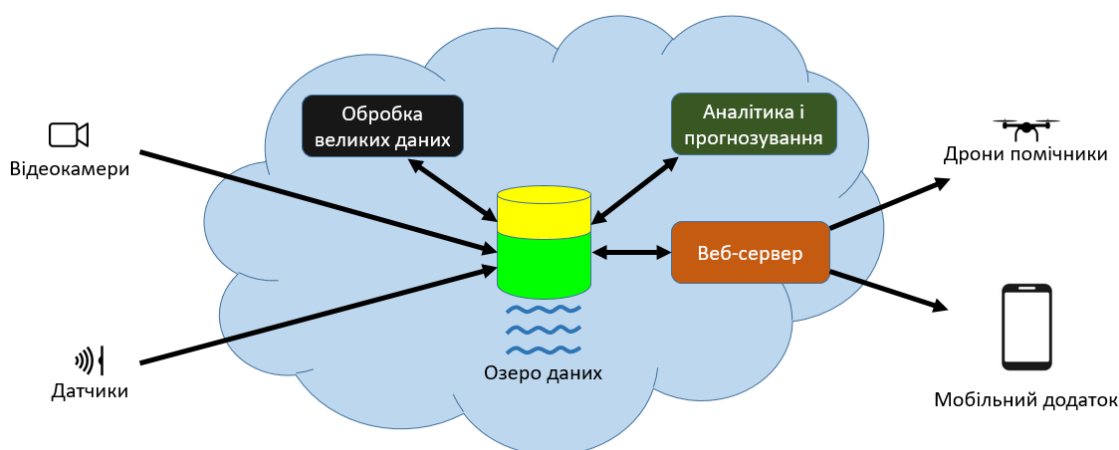 Обробка
великих даних
Аналітика і
прогнозування
Відеокамери
Дрони помічники
Веб-сервер
Озеро даних
Датчики
Мобільний додаток